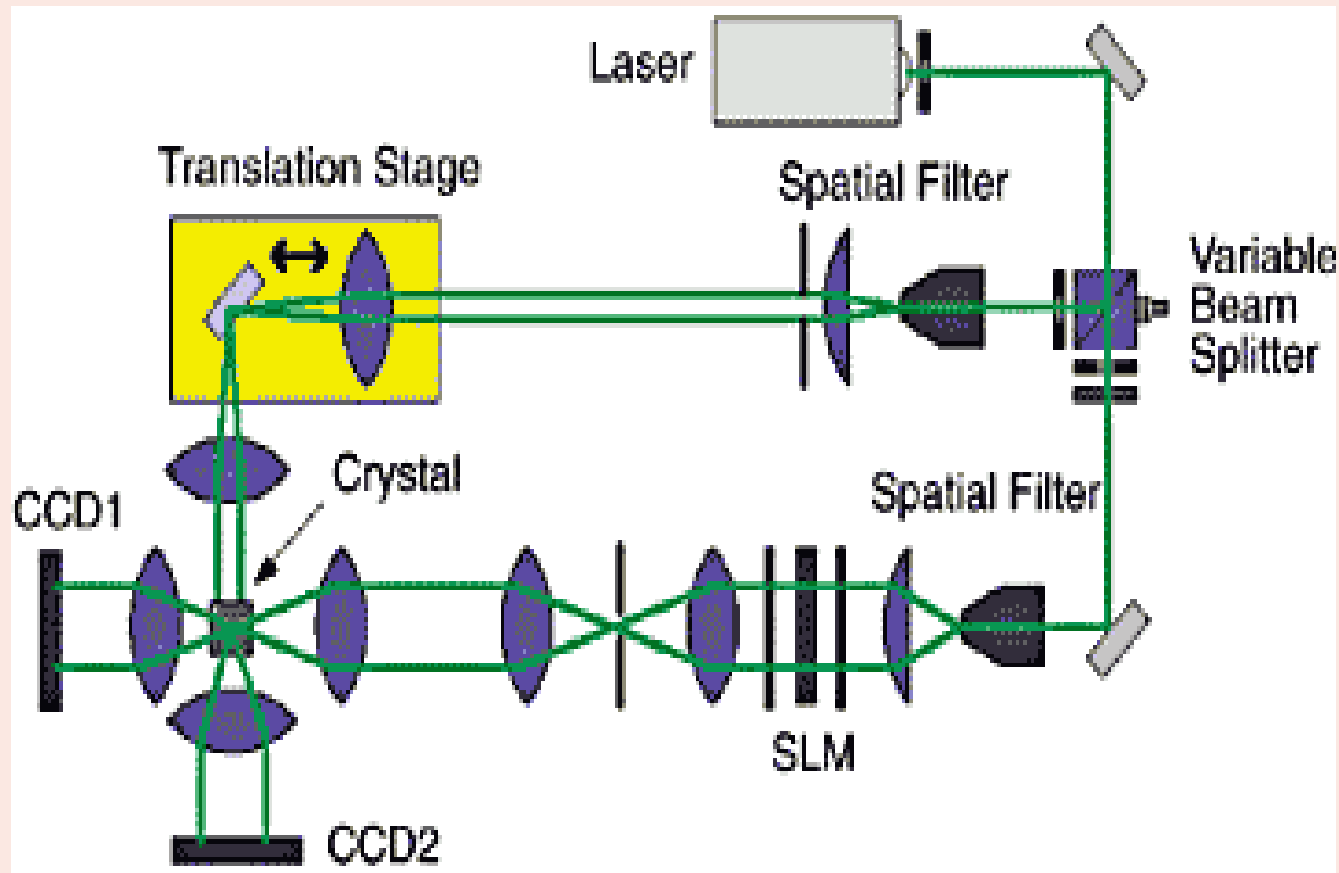 Laser
Translation Stage
Spatial Filter
Variable
Beam
Splitter
Crystal
CCD1
Spatial Filter
SLM
CCD2